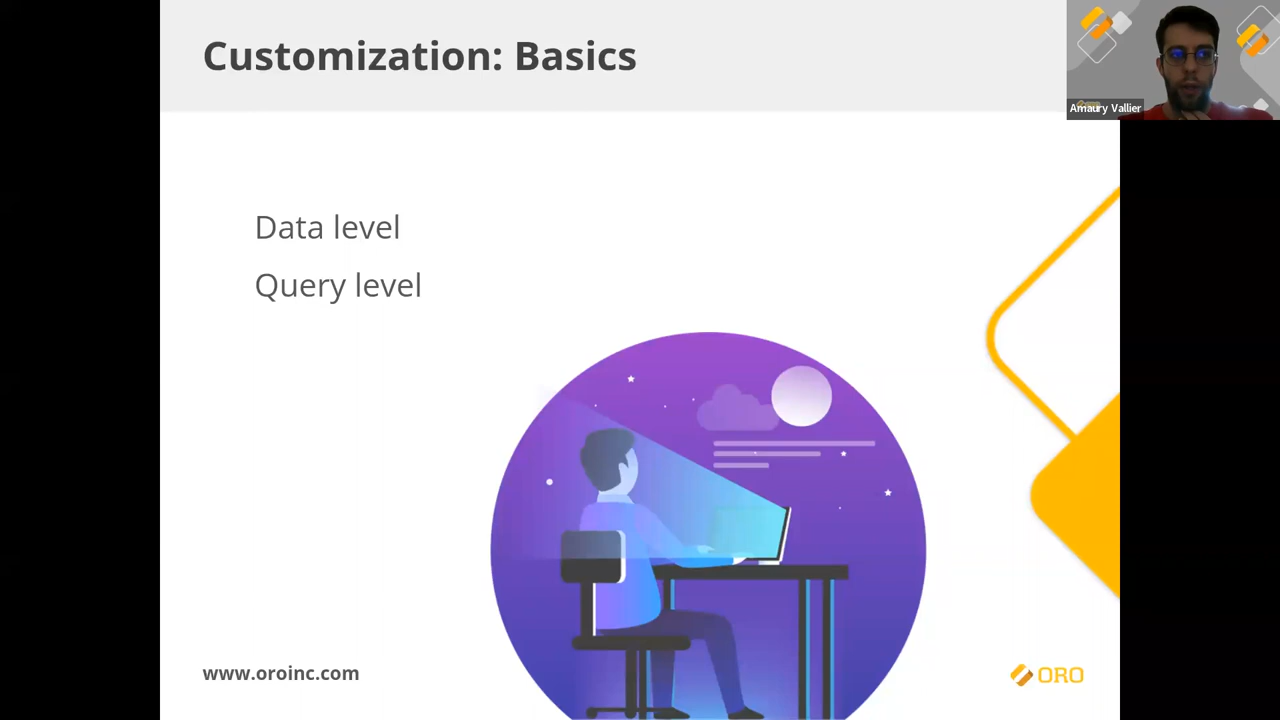 Customization: Basics
Amaury Vallier
Data level
Query level
www.oroinc.com
ORO